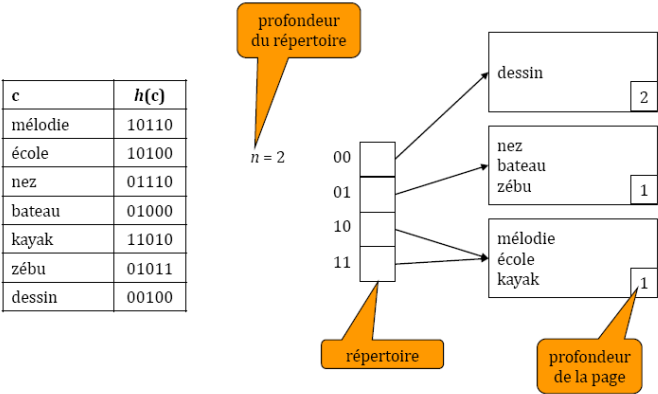 profondeur
du répertoire
c h(c)
mélodie 10110
école 10100
nez 01110
bateau 01000
kayak 11010
zébu 01011
dessin 00100
n = 2
00
01
10
11
dessin
2
nez
bateau
zébu
1
mélodie
école
kayak
1
répertoire
profondeur
de la page